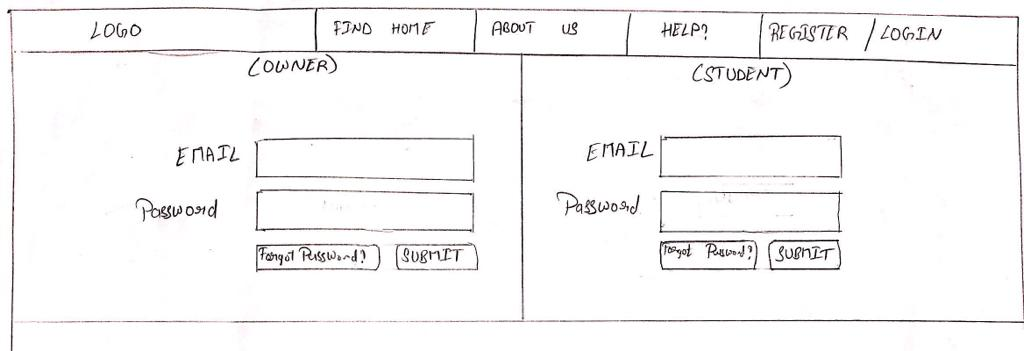 LOGO FIND HOME ABOUT US HELP? REGISTER / LOGIN
(OWNER)
EMAIL
Password
Forgot Password? SUBMIT
(STUDENT)
EMAIL
Password
Forgot Password? SUBMIT